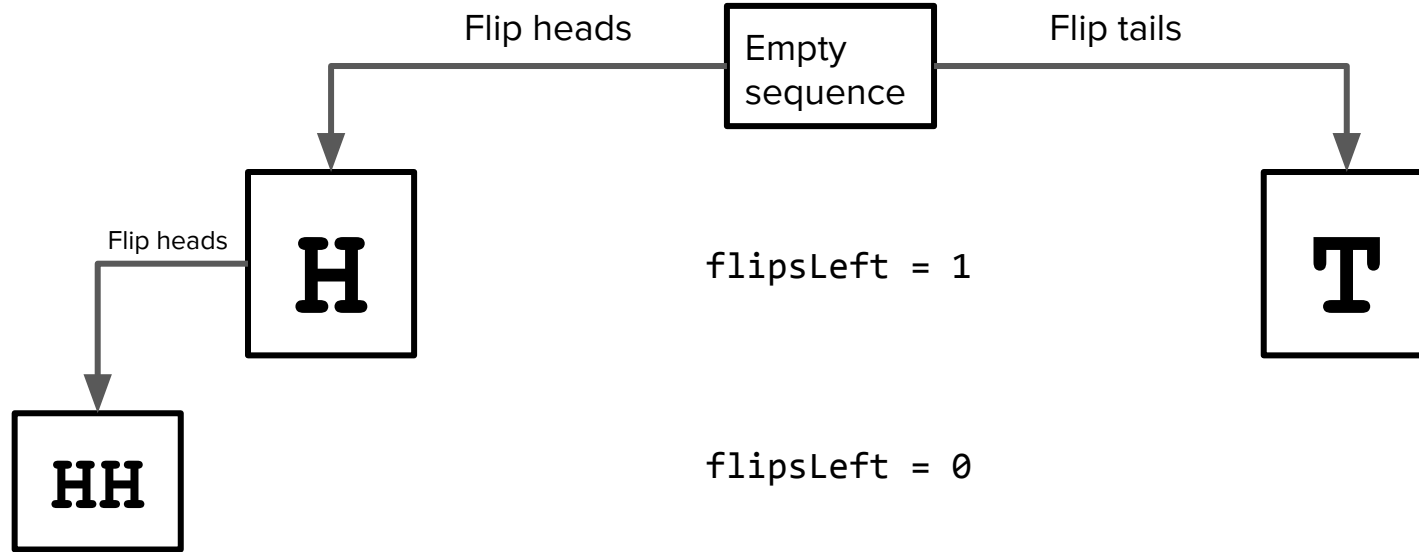 Flip heads
Empty
sequence
Flip tails
H
Flip heads
flipsLeft = 1
T
HH
flipsLeft = 0